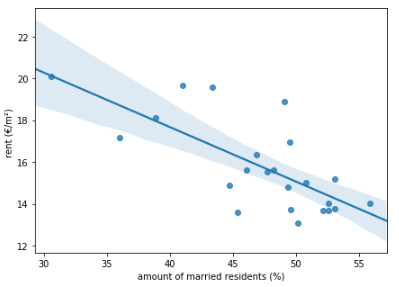 22
20
18
16
14
12
rent (€/m²)
30 35 40 45 50 55
amount of married residents (%)